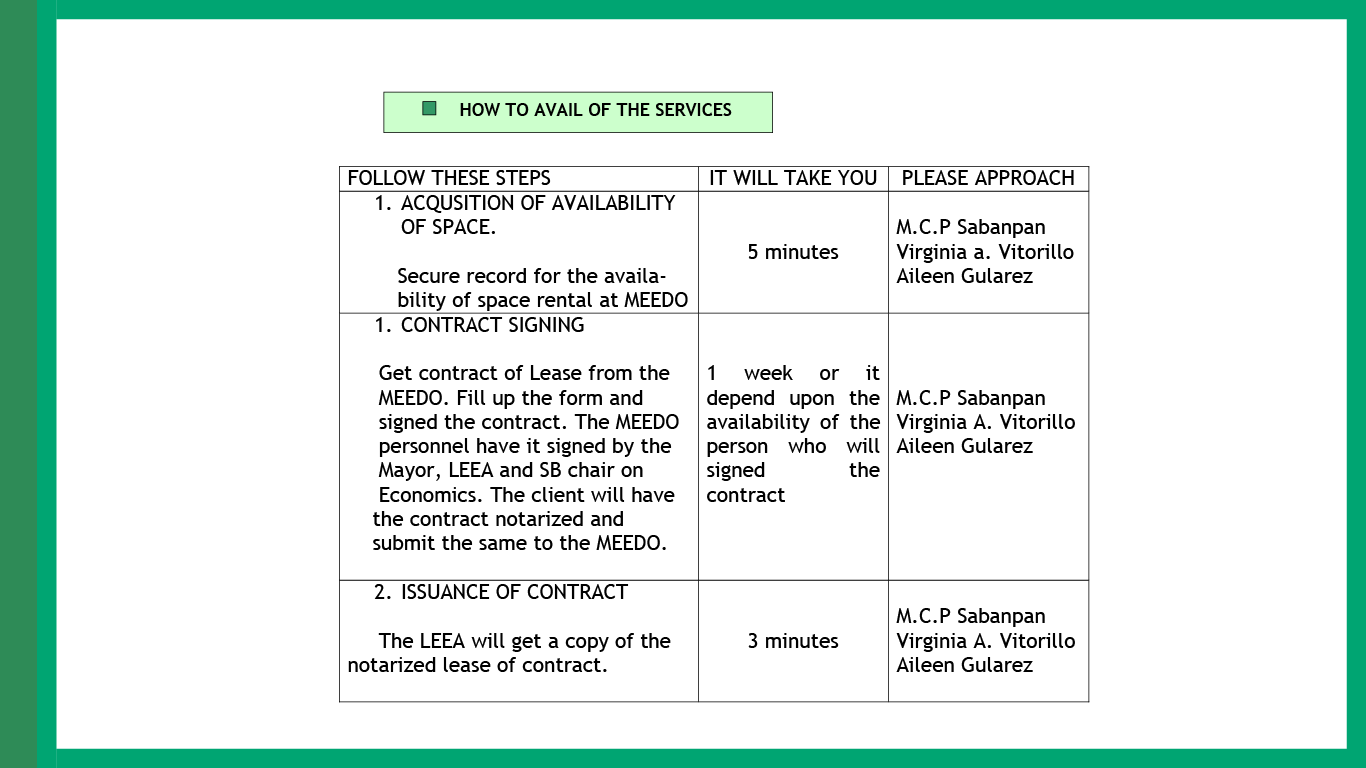 HOW TO AVAIL OF THE SERVICES
FOLLOW THESE STEPS
IT WILL TAKE YOU
PLEASE APPROACH
1. ACQUSITION OF AVAILABILITY
OF SPACE.
Secure record for the availa-
bility of space rental at MEEDO
5 minutes
M.C.P Sabanpan
Virginia a. Vitorillo
Aileen Gularez
1. CONTRACT SIGNING
Get contract of Lease from the
MEEDO. Fill up the form and
signed the contract. The MEEDO
personnel have it signed by the
Mayor, LEEA and SB chair on
Economics. The client will have
the contract notarized and
submit the same to the MEEDO.
1 week or it
depend upon the
availability of the
person who will
signed the
contract
M.C.P Sabanpan
Virginia A. Vitorillo
Aileen Gularez
2. ISSUANCE OF CONTRACT
The LEEA will get a copy of the
notarized lease of contract.
3 minutes
M.C.P Sabanpan
Virginia A. Vitorillo
Aileen Gularez